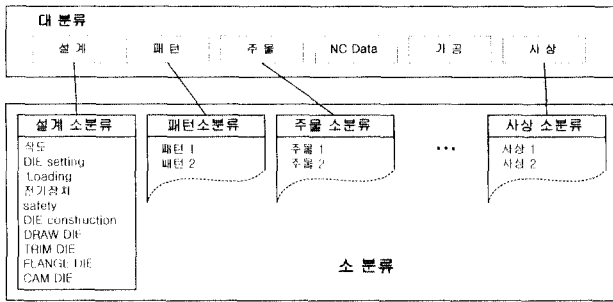 대 분류
설 계 패 턴 주 물 NC Data 가 공 사 상
설계 소분류 패턴소분류 주물 소분류 ... 사상 소분류
작도
DIE setting
Loading
전기장치
safety
DIE construction
DRAW DIE
TRIM DIE
FLANGE DIE
CAM DIE
패턴 1
패턴 2
주물 1
주물 2
사상 1
사상 2
소 분류